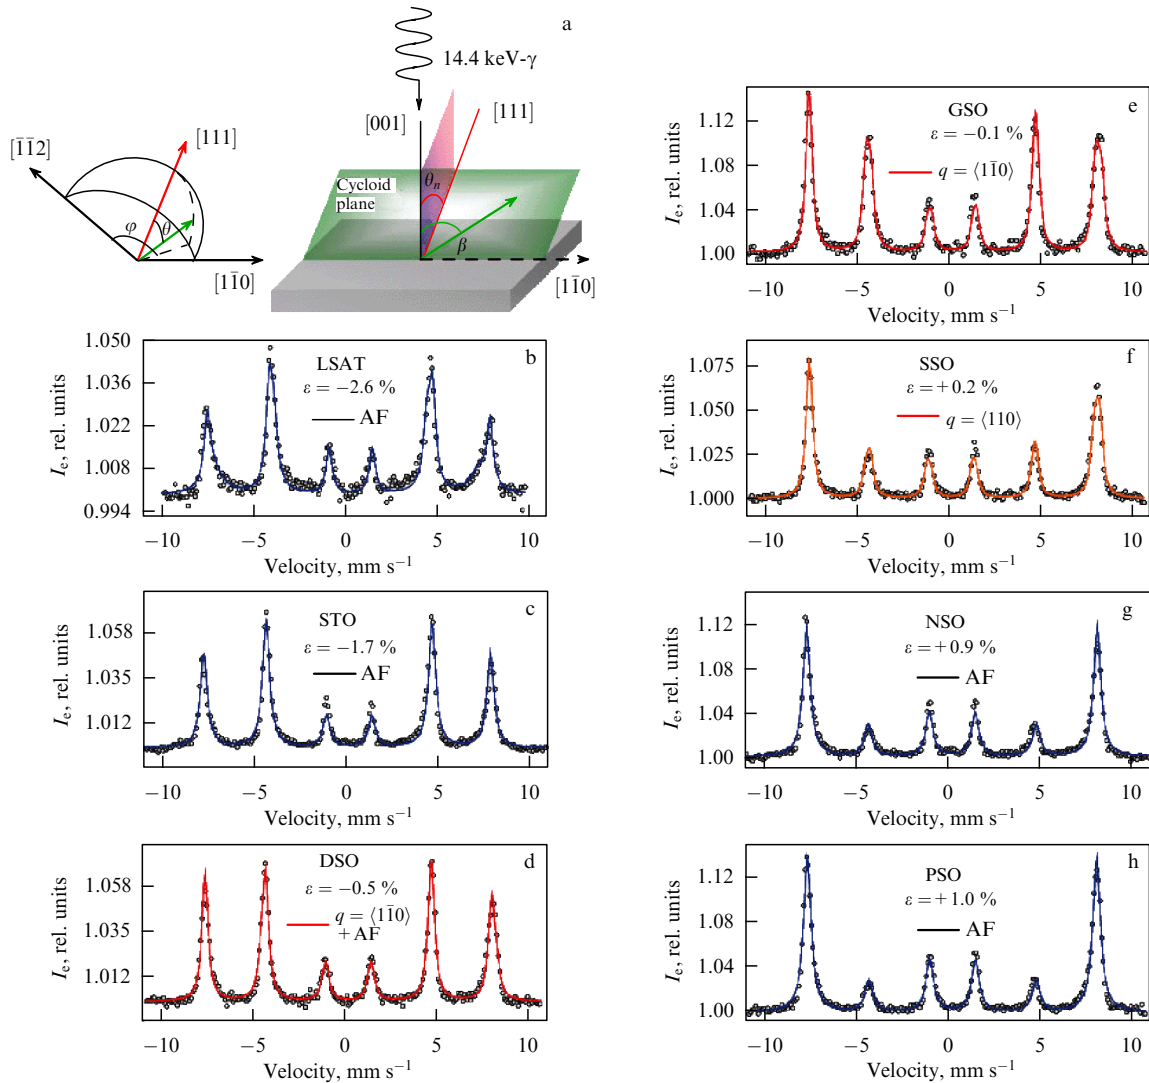 a
14.4 keV-γ
[001]
[111]
θₙ
Cycloid
plane
β
[11̄0]
[1̄1̄2]
[111]
φ
θ
[11̄0]
b
LSAT
ε = −2.6 %
AF
Iₑ, rel. units
1.050
1.036
1.022
1.008
0.994
−10
−5
0
5
10
Velocity, mm s⁻¹
c
STO
ε = −1.7 %
AF
Iₑ, rel. units
1.058
1.035
1.012
−10
−5
0
5
10
Velocity, mm s⁻¹
d
DSO
ε = −0.5 %
q = ⟨11̄0⟩
+ AF
Iₑ, rel. units
1.058
1.035
1.012
−10
−5
0
5
10
Velocity, mm s⁻¹
e
GSO
ε = −0.1 %
q = ⟨11̄0⟩
Iₑ, rel. units
1.12
1.08
1.04
1.00
−10
−5
0
5
10
Velocity, mm s⁻¹
f
SSO
ε = +0.2 %
q = ⟨110⟩
Iₑ, rel. units
1.075
1.050
1.025
1.000
−10
−5
0
5
10
Velocity, mm s⁻¹
g
NSO
ε = +0.9 %
AF
Iₑ, rel. units
1.12
1.08
1.04
1.00
−10
−5
0
5
10
Velocity, mm s⁻¹
h
PSO
ε = +1.0 %
AF
Iₑ, rel. units
1.12
1.08
1.04
1.00
−10
−5
0
5
10
Velocity, mm s⁻¹